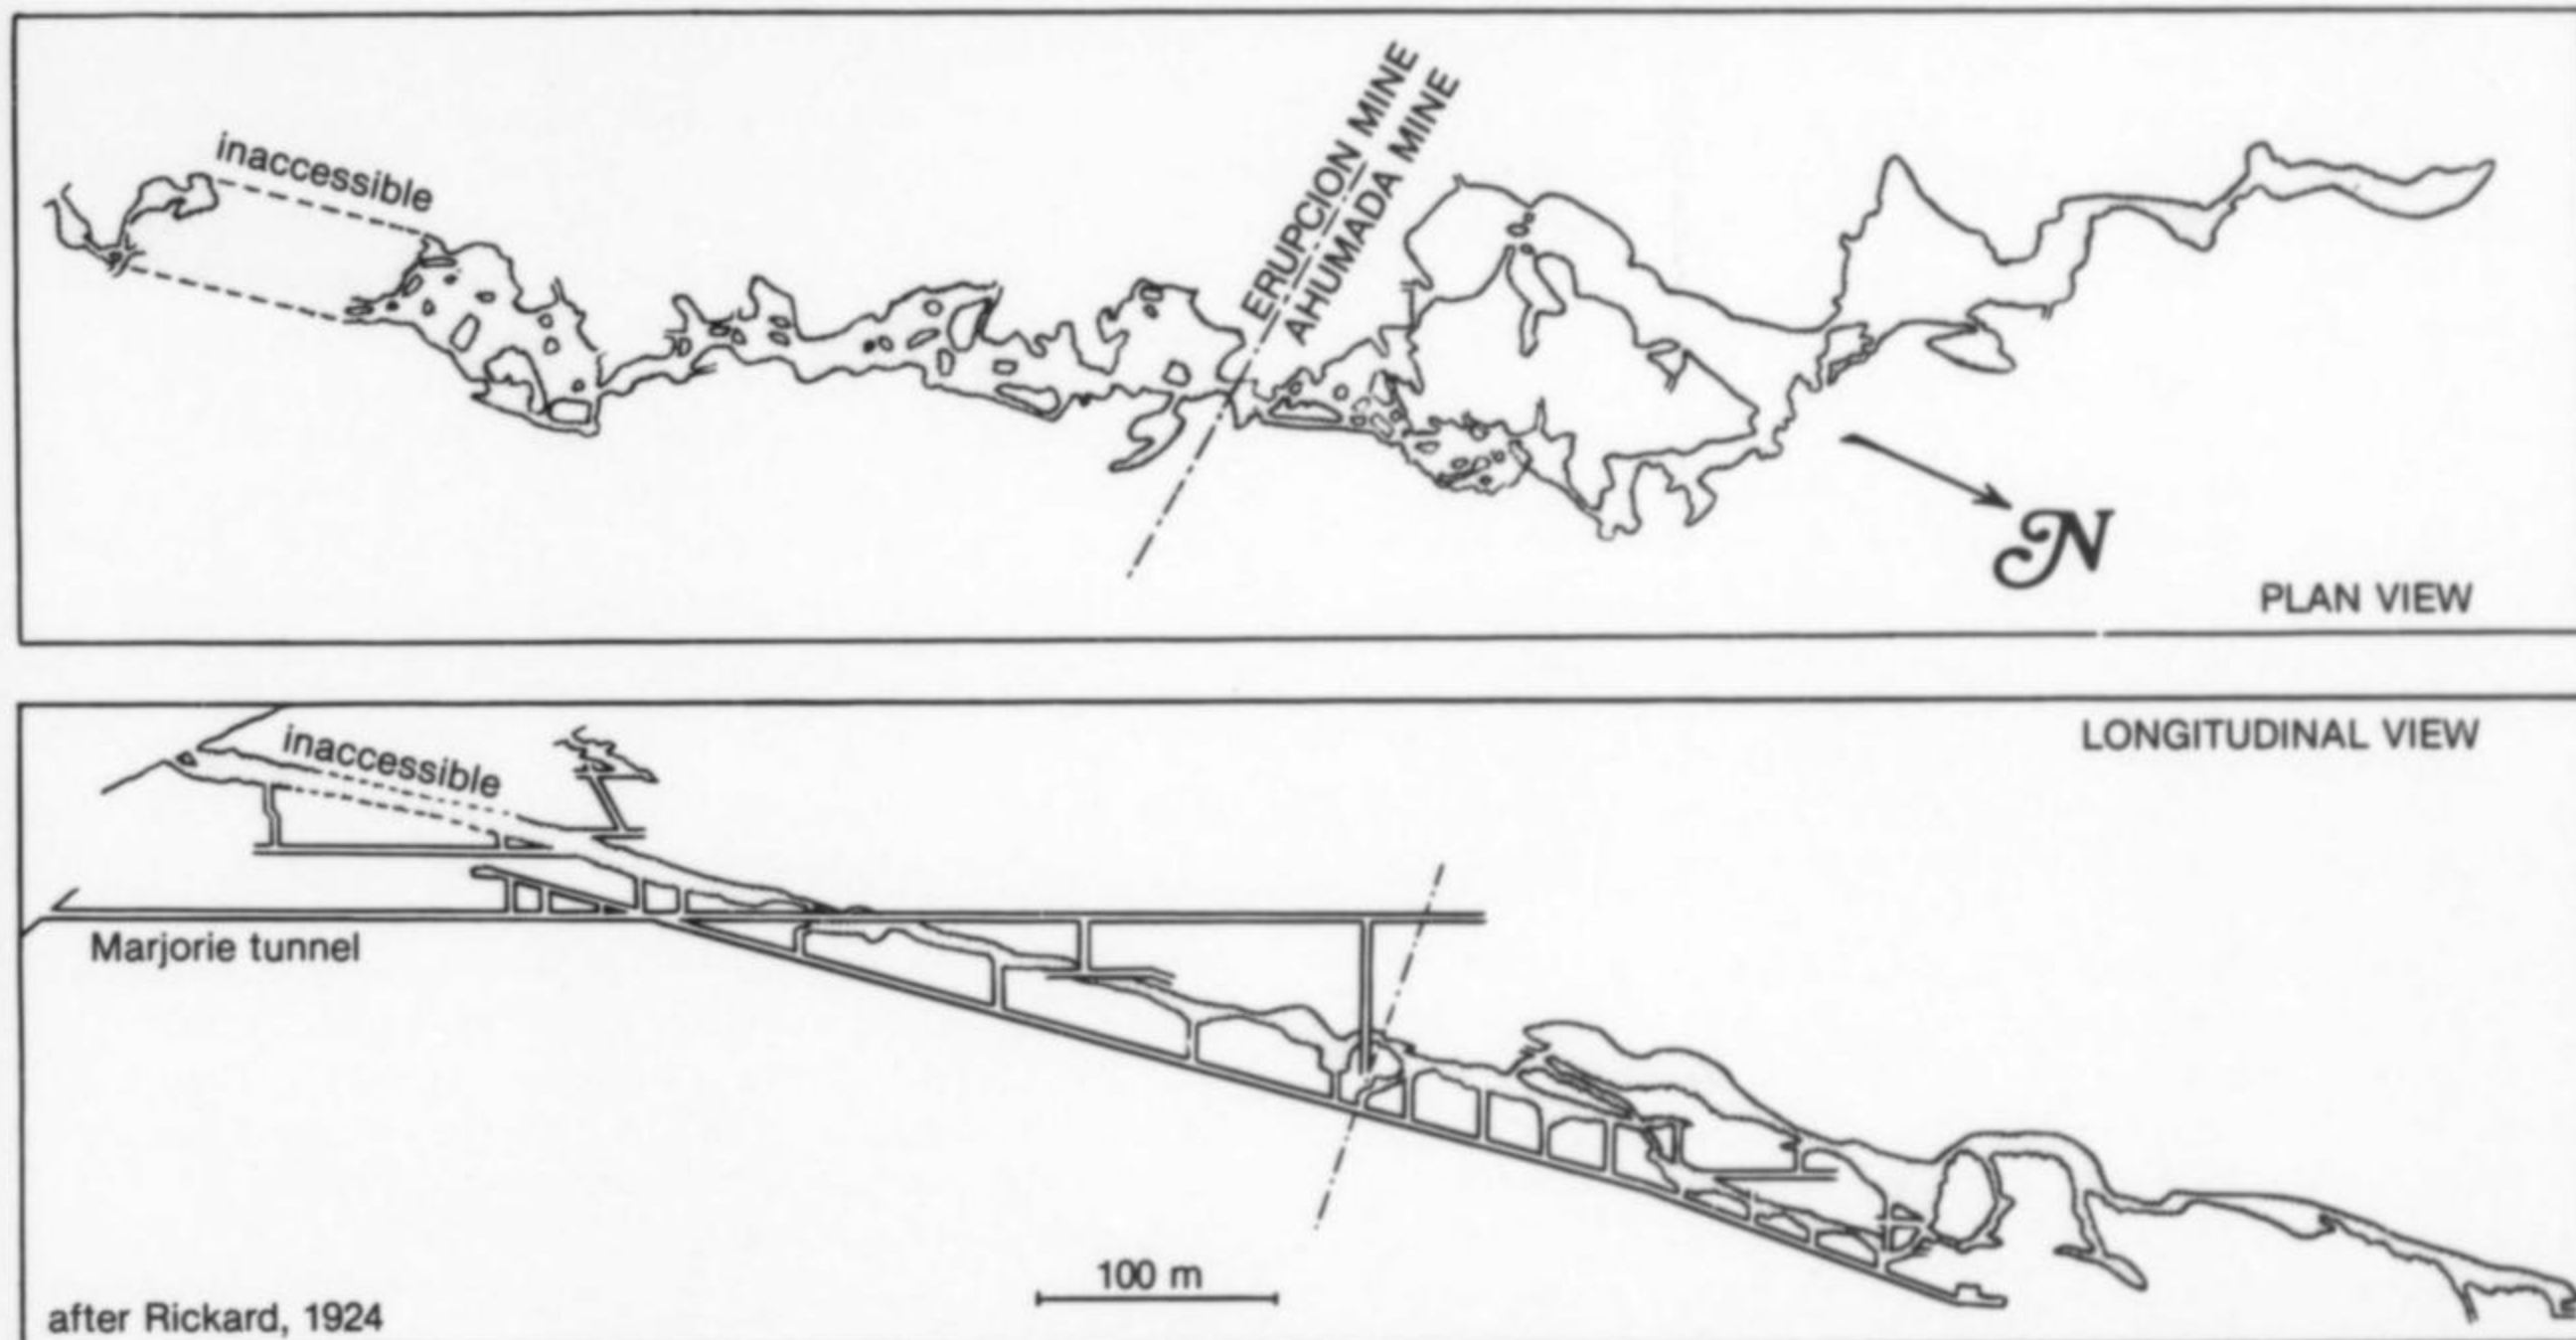 inaccessible
ERUPCION MINE
AHUMADA MINE
N
PLAN VIEW
LONGITUDINAL VIEW
inaccessible
Marjorie tunnel
100 m
after Rickard, 1924